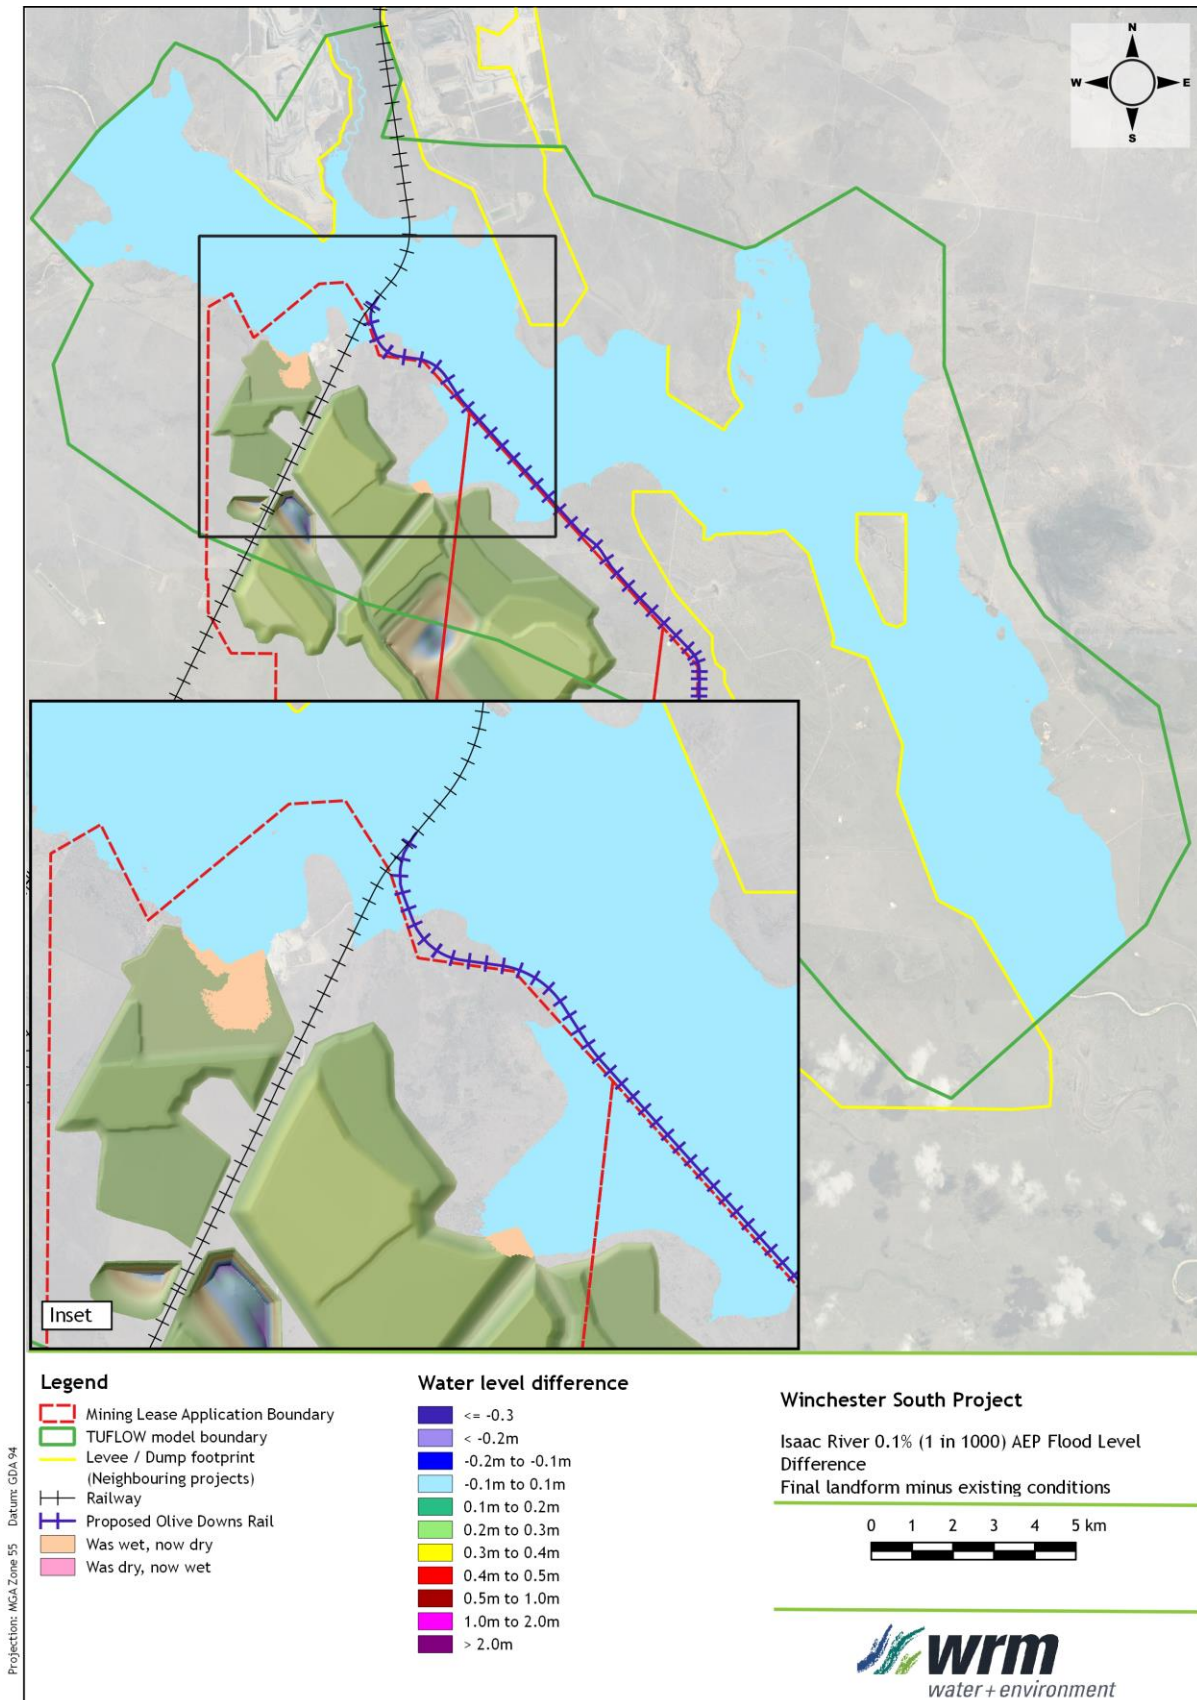 N
W
E
S
Inset
Legend
Mining Lease Application Boundary
TUFLOW model boundary
Levee / Dump footprint
(Neighbouring projects)
Railway
Proposed Olive Downs Rail
Was wet, now dry
Was dry, now wet
Water level difference
<= -0.3
< -0.2m
-0.2m to -0.1m
-0.1m to 0.1m
0.1m to 0.2m
0.2m to 0.3m
0.3m to 0.4m
0.4m to 0.5m
0.5m to 1.0m
1.0m to 2.0m
> 2.0m
Winchester South Project
Isaac River 0.1% (1 in 1000) AEP Flood Level
Difference
Final landform minus existing conditions
0 1 2 3 4 5 km
wrm
water + environment
Projection: MGA Zone 55 Datum: GDA 94